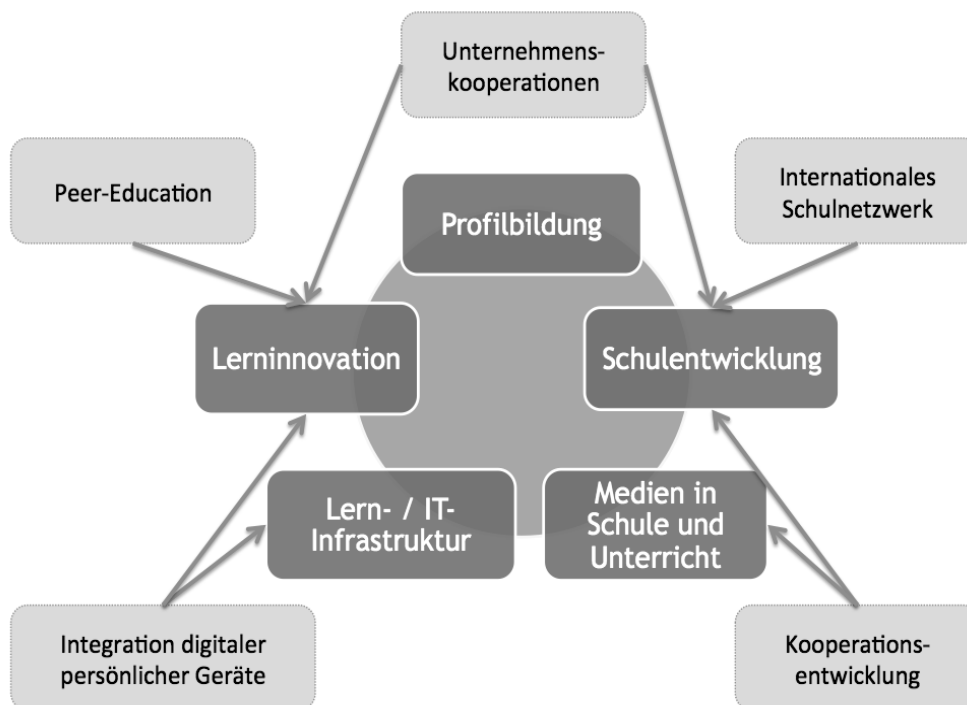 Unternehmens-
kooperationen
Peer-Education
Internationales
Schulnetzwerk
Profilbildung
Lerninnovation
Schulentwicklung
Lern- / IT-
Infrastruktur
Medien in
Schule und
Unterricht
Integration digitaler
persönlicher Geräte
Kooperations-
entwicklung